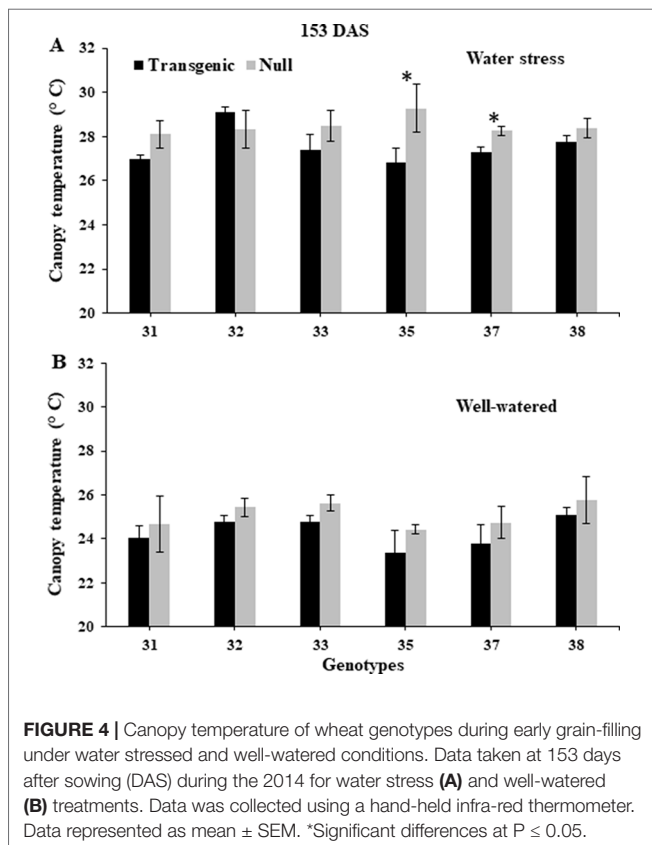 153 DAS
A
Transgenic Null
Water stress
*
*
Canopy temperature (° C)
32
30
28
26
24
22
20
31 32 33 35 37 38
B
Well-watered
Canopy temperature (° C)
32
30
28
26
24
22
20
31 32 33 35 37 38
Genotypes
FIGURE 4 | Canopy temperature of wheat genotypes during early grain-filling
under water stressed and well-watered conditions. Data taken at 153 days
after sowing (DAS) during the 2014 for water stress (A) and well-watered
(B) treatments. Data was collected using a hand-held infra-red thermometer.
Data represented as mean ± SEM. *Significant differences at P ≤ 0.05.